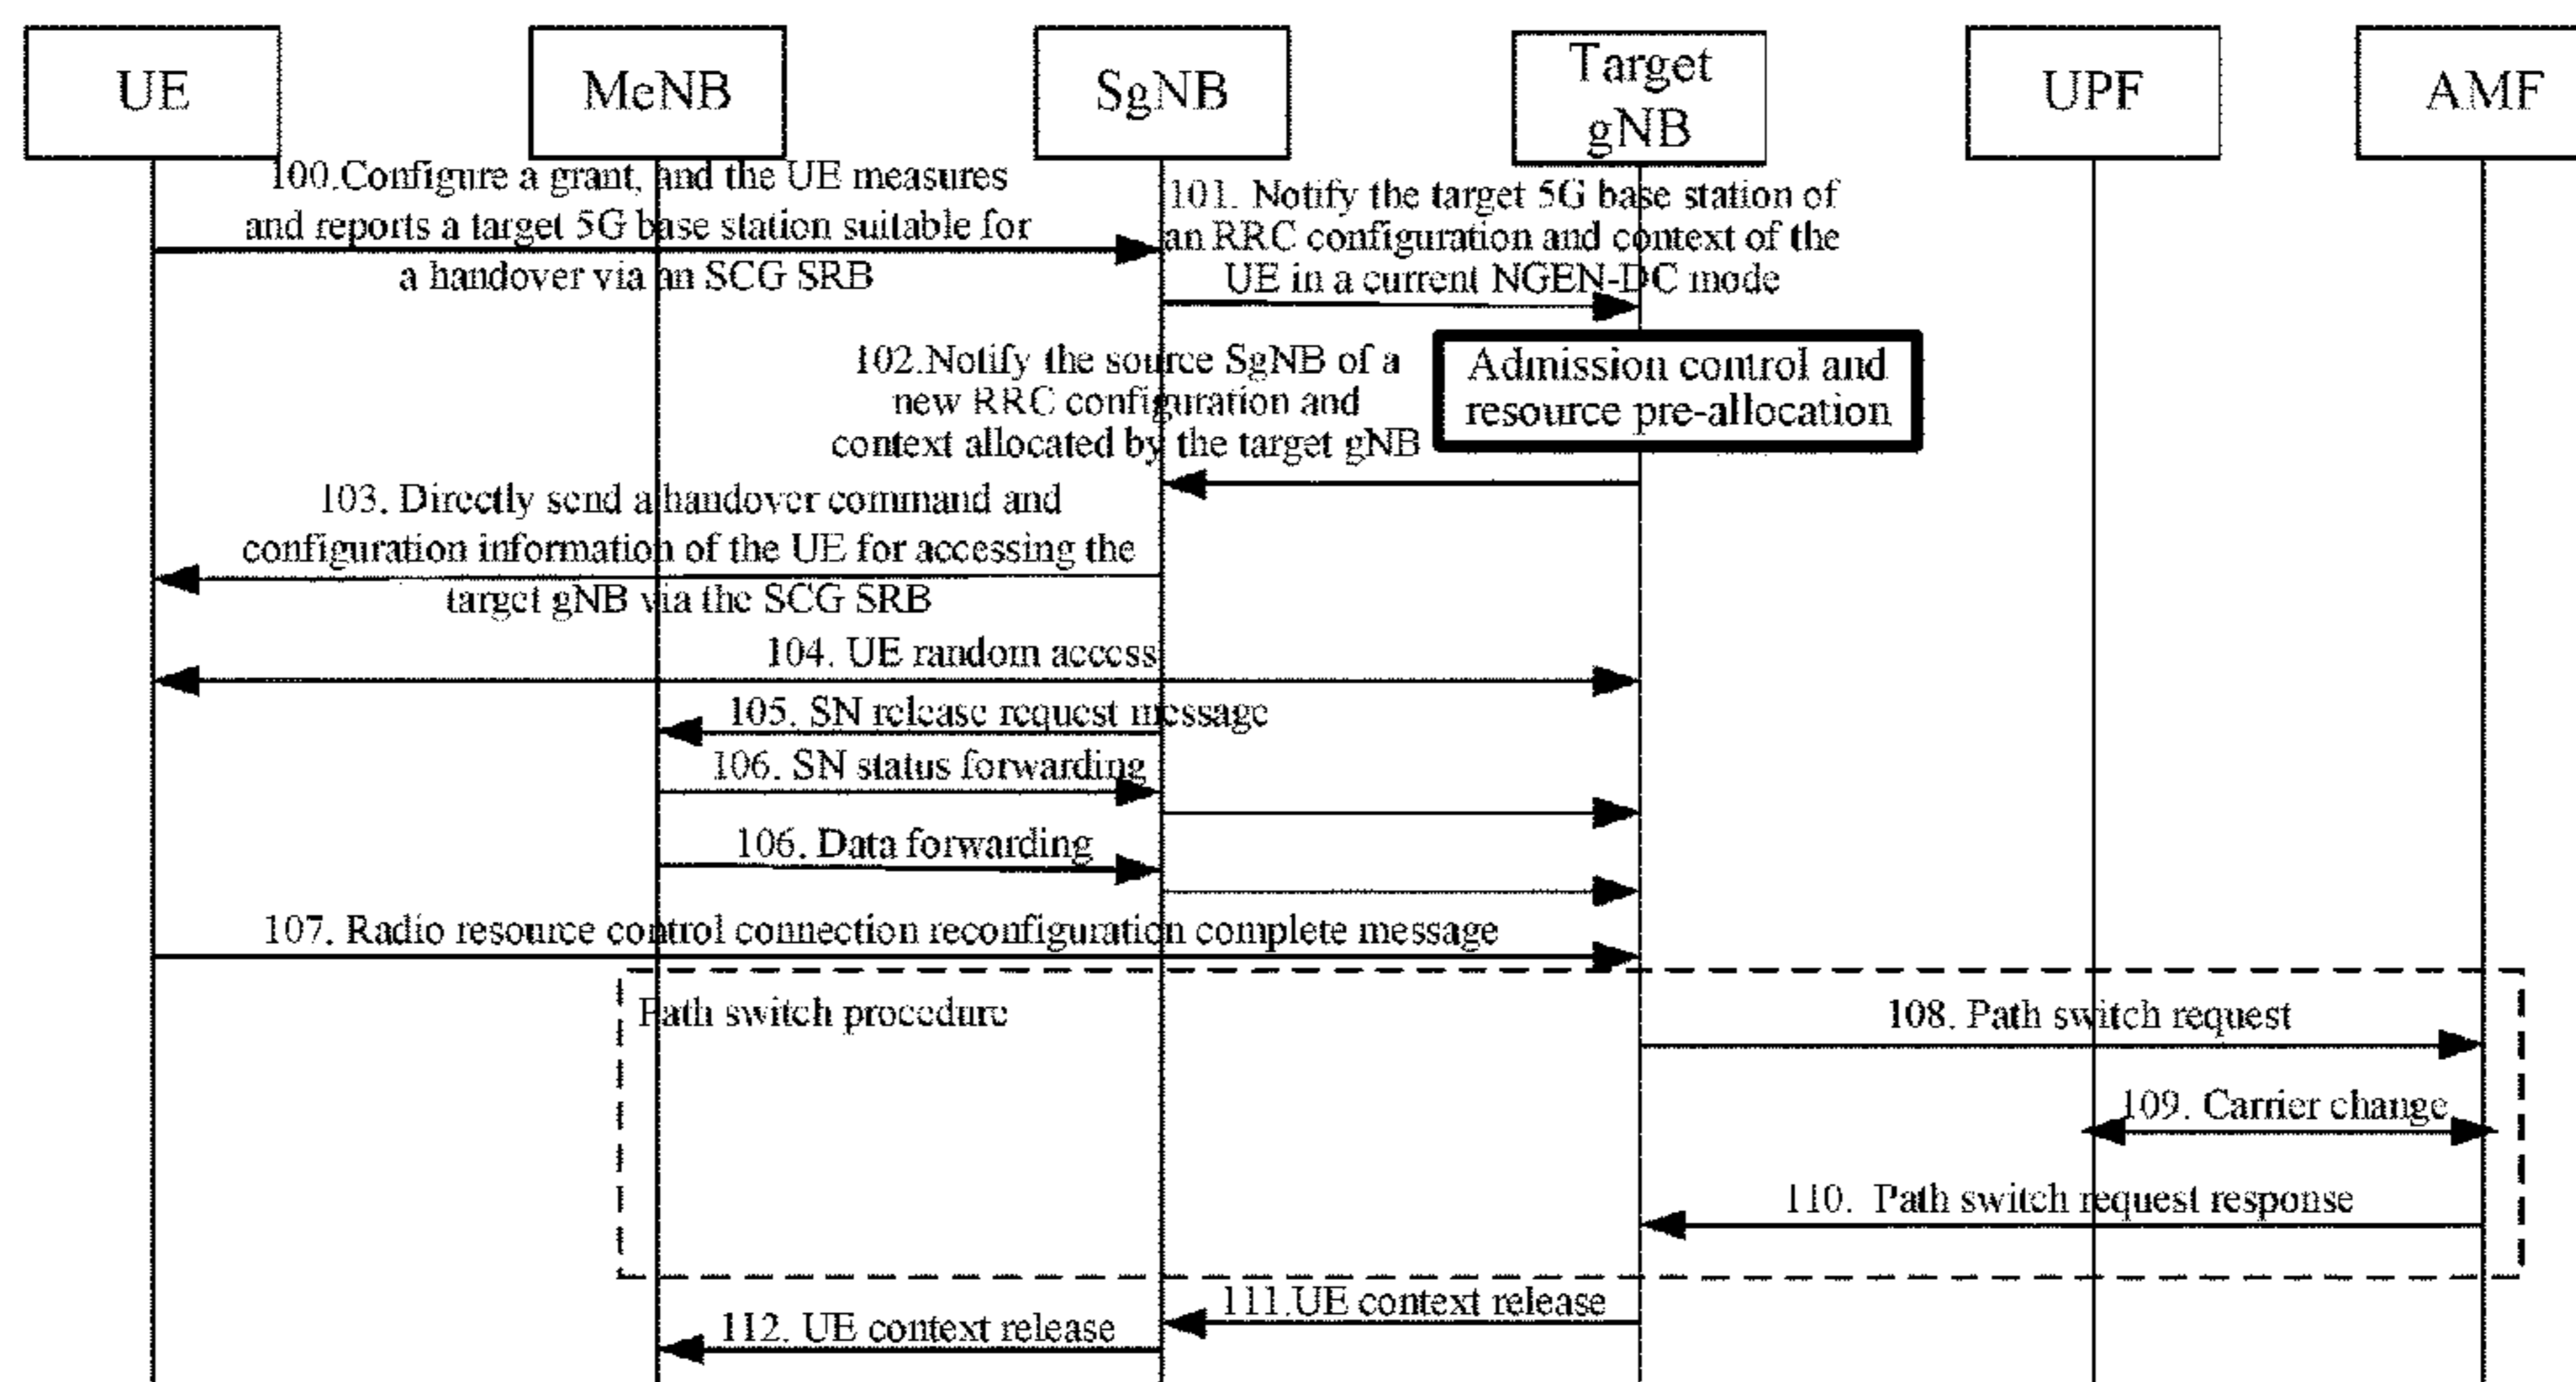 UE
MeNB
SgNB
Target
gNB
UPF
AMF
100.Configure a grant, and the UE measures
and reports a target 5G base station suitable for
a handover via an SCG SRB
101. Notify the target 5G base station of
an RRC configuration and context of the
UE in a current NGEN-DC mode
102.Notify the source SgNB of a
new RRC configuration and
context allocated by the target gNB
Admission control and
resource pre-allocation
103. Directly send a handover command and
configuration information of the UE for accessing the
target gNB via the SCG SRB
104. UE random access
105. SN release request message
106. SN status forwarding
106. Data forwarding
107. Radio resource control connection reconfiguration complete message
Path switch procedure
108. Path switch request
109. Carrier change
110. Path switch request response
111.UE context release
112. UE context release